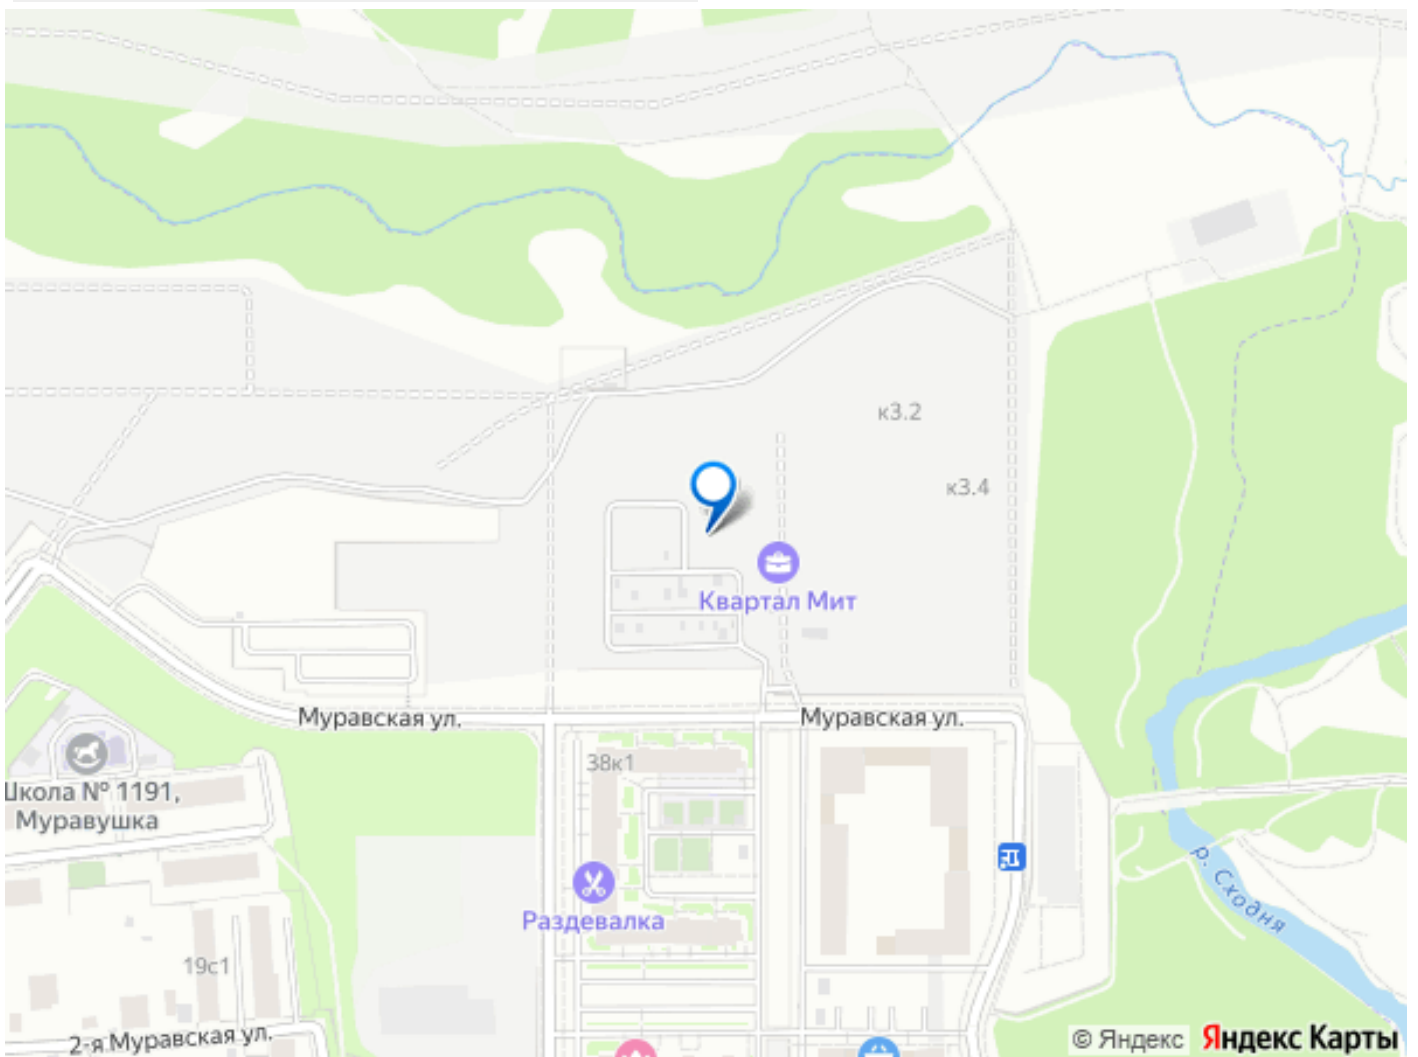 к3.2
к3.4
Квартал Мит
Муравская ул.
Муравская ул.
38к1
Школа № 1191,
Муравушка
р. Сходня
Раздевалка
19с1
2-я Муравская ул.
© Яндекс Яндекс Карты